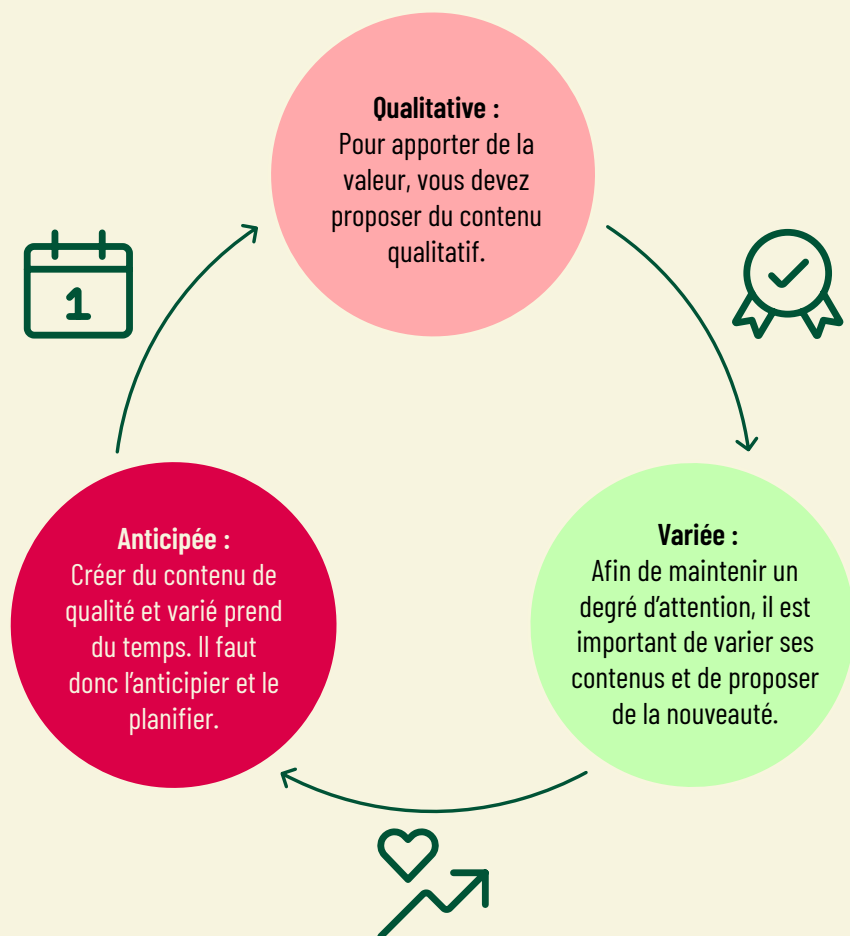 Qualitative :
Pour apporter de la
valeur, vous devez
proposer du contenu
qualitatif.
1
Anticipée :
Créer du contenu de
qualité et varié prend
du temps. Il faut
donc l'anticipier et le
planifier.
Variée :
Afin de maintenir un
degré d'attention, il est
important de varier ses
contenus et de proposer
de la nouveauté.